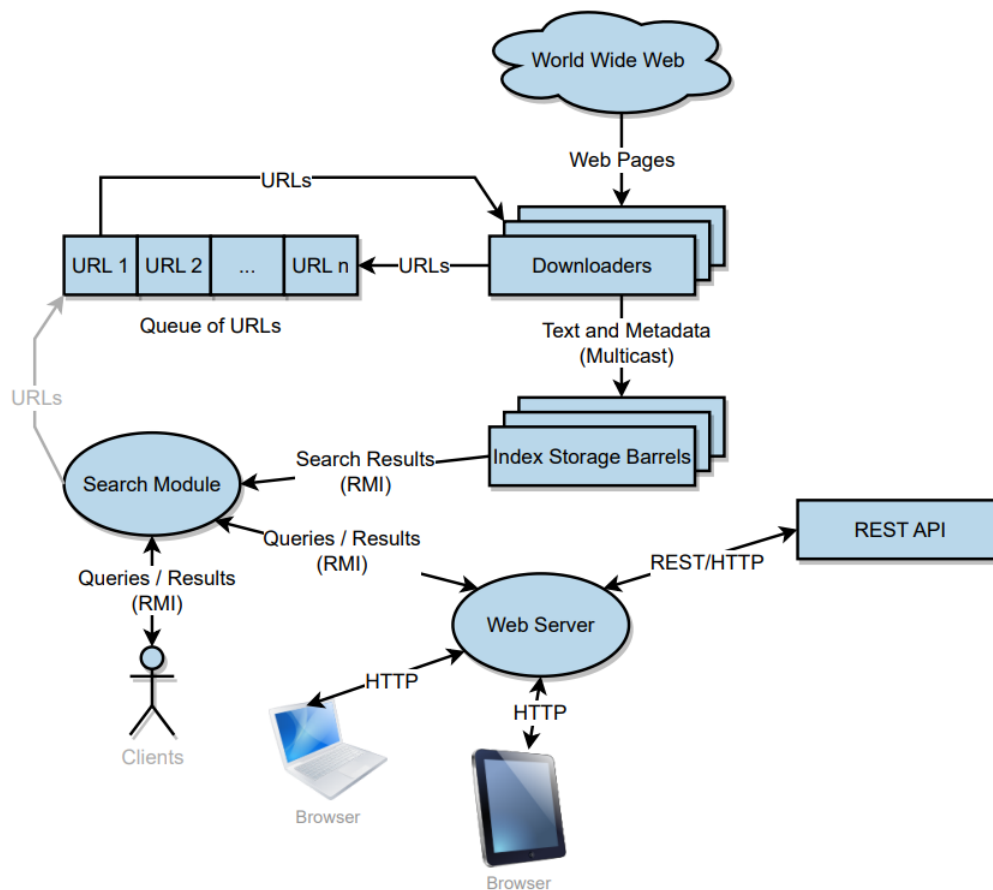 World Wide Web
Web Pages
URLs
URL 1
URL 2
...
URL n
URLs
Downloaders
Queue of URLs
Text and Metadata
(Multicast)
URLs
Index Storage Barrels
Search Results
(RMI)
Search Module
Queries / Results
(RMI)
REST API
REST/HTTP
Queries / Results
(RMI)
Web Server
HTTP
HTTP
Clients
Browser
Browser